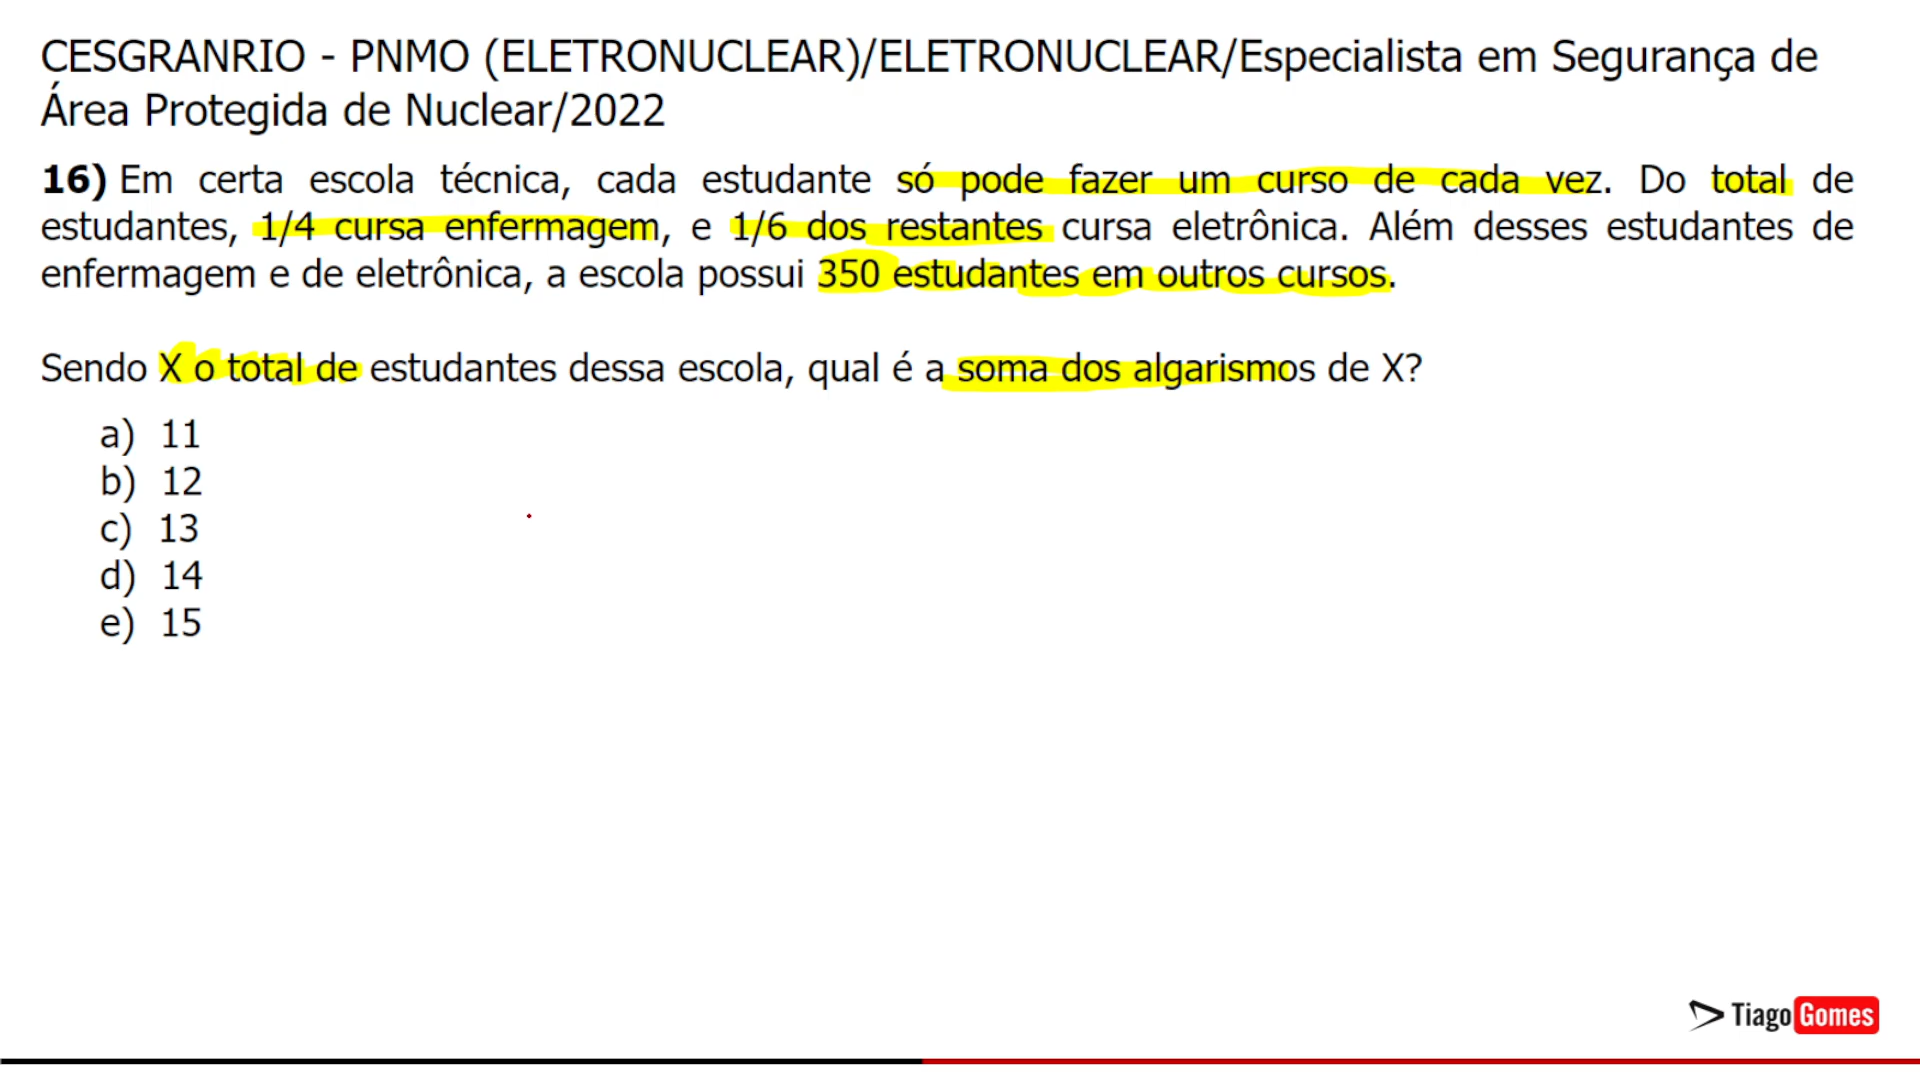 CESGRANRIO - PNMO (ELETRONUCLEAR)/ELETRONUCLEAR/Especialista em Segurança de
Área Protegida de Nuclear/2022
16) Em certa escola técnica, cada estudante só pode fazer um curso de cada vez. Do total de
estudantes, 1/4 cursa enfermagem, e 1/6 dos restantes cursa eletrônica. Além desses estudantes de
enfermagem e de eletrônica, a escola possui 350 estudantes em outros cursos.
Sendo X o total de estudantes dessa escola, qual é a soma dos algarismos de X?
a) 11
b) 12
c) 13
d) 14
e) 15
Tiago Gomes